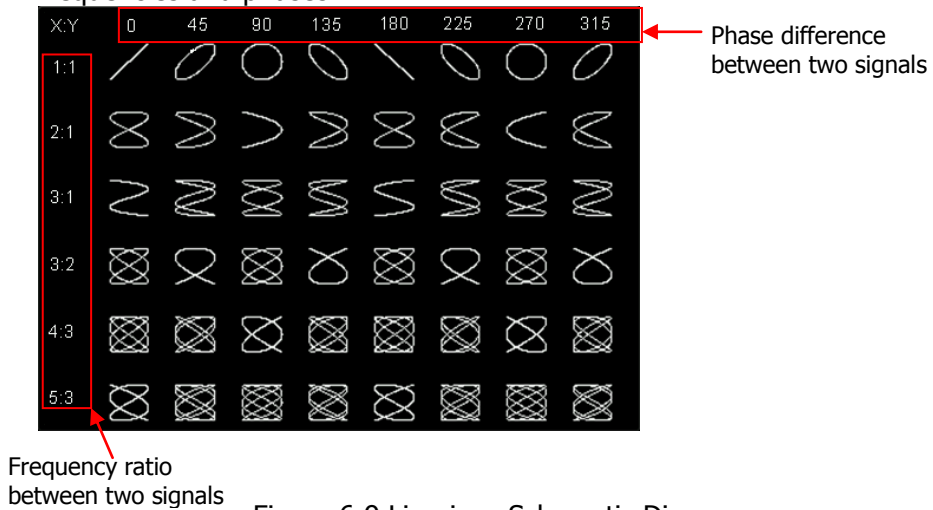 X:Y 0 45 90 135 180 225 270 315
Phase difference
between two signals
1:1
2:1
3:1
3:2
4:3
5:3
Frequency ratio
between two signals